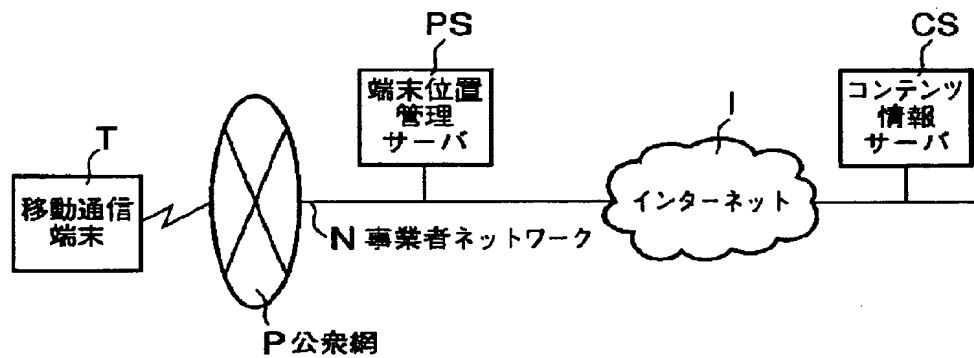 PS
CS
端末位置
管理
サーバ
コンテンツ
情報
サーバ
I
T
移動通信
端末
インターネット
N 事業者ネットワーク
P 公衆網